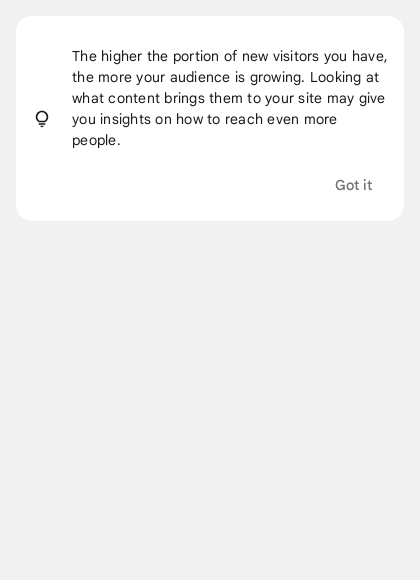 The higher the portion of new visitors you have,
the more your audience is growing. Looking at
what content brings them to your site may give
you insights on how to reach even more
people.
Got it